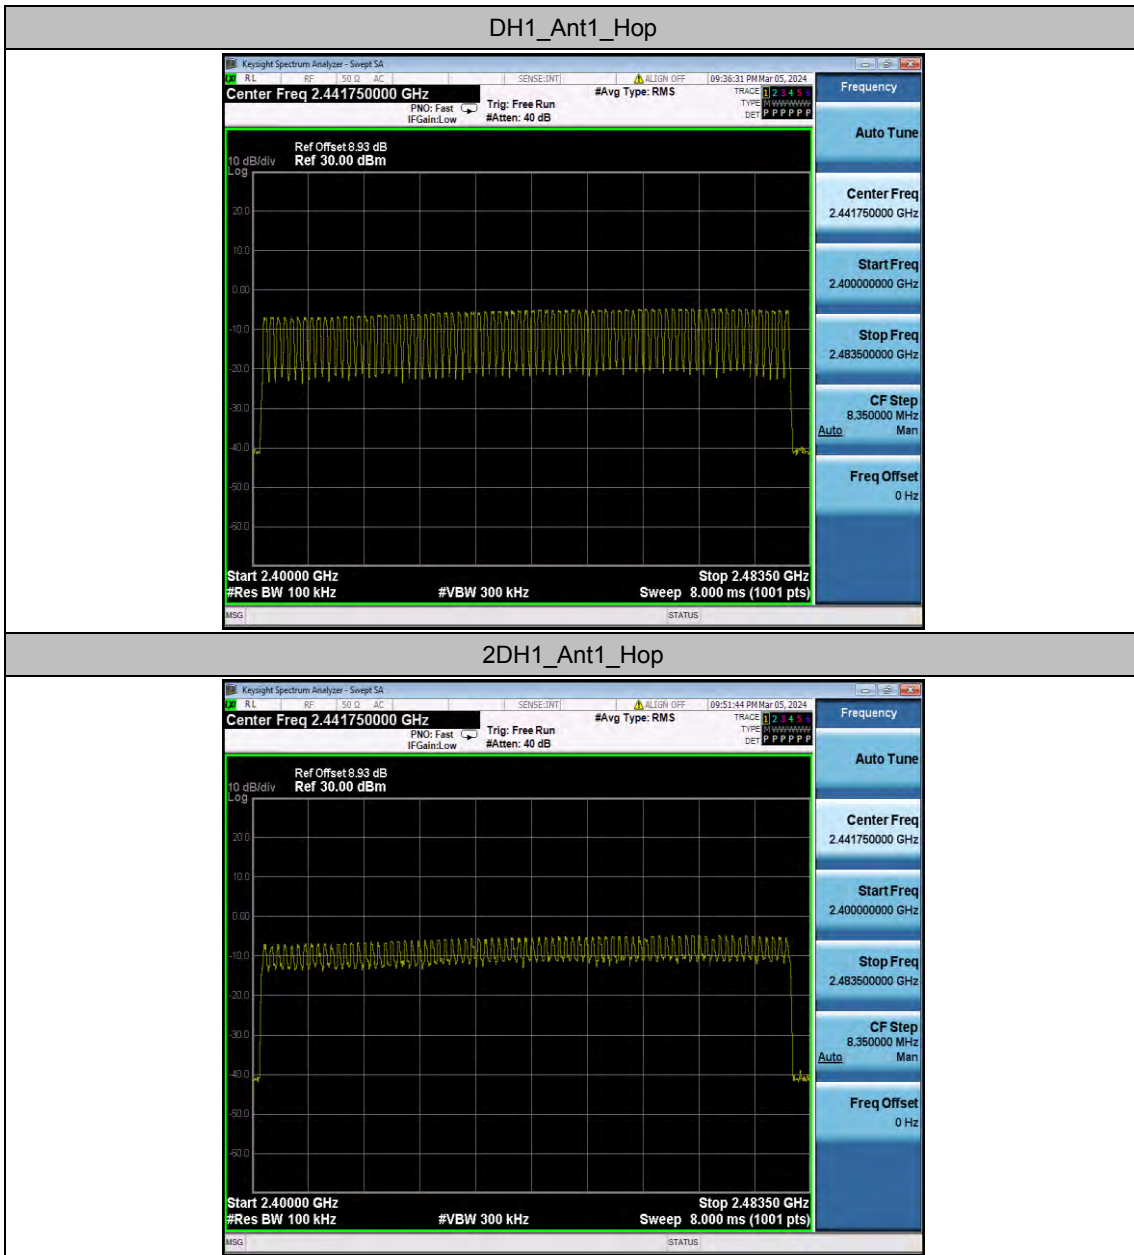 DH1_Ant1_Hop
Keysight Spectrum Analyzer - Swept SA
RL RF 50 Ω AC SENSE:INT ALIGN OFF 09:36:31 PM Mar 05, 2024
Center Freq 2.441750000 GHz #Avg Type: RMS TRACE 1 2 3 4 5 6
PNO: Fast Trig: Free Run TYPE M WWWWW
IFGain:Low #Atten: 40 dB DET P P P P P P
Frequency
Auto Tune
Ref Offset 8.93 dB
10 dB/div Ref 30.00 dBm
Log
20.0
10.0
0.00
-10.0
-20.0
-30.0
-40.0
-50.0
-60.0
Center Freq
2.441750000 GHz
Start Freq
2.400000000 GHz
Stop Freq
2.483500000 GHz
CF Step
8.350000 MHz
Auto Man
Freq Offset
0 Hz
Start 2.40000 GHz Stop 2.48350 GHz
#Res BW 100 kHz #VBW 300 kHz Sweep 8.000 ms (1001 pts)
MSG STATUS
2DH1_Ant1_Hop
Keysight Spectrum Analyzer - Swept SA
RL RF 50 Ω AC SENSE:INT ALIGN OFF 09:51:44 PM Mar 05, 2024
Center Freq 2.441750000 GHz #Avg Type: RMS TRACE 1 2 3 4 5 6
PNO: Fast Trig: Free Run TYPE M WWWWW
IFGain:Low #Atten: 40 dB DET P P P P P P
Frequency
Auto Tune
Ref Offset 8.93 dB
10 dB/div Ref 30.00 dBm
Log
20.0
10.0
0.00
-10.0
-20.0
-30.0
-40.0
-50.0
-60.0
Center Freq
2.441750000 GHz
Start Freq
2.400000000 GHz
Stop Freq
2.483500000 GHz
CF Step
8.350000 MHz
Auto Man
Freq Offset
0 Hz
Start 2.40000 GHz Stop 2.48350 GHz
#Res BW 100 kHz #VBW 300 kHz Sweep 8.000 ms (1001 pts)
MSG STATUS